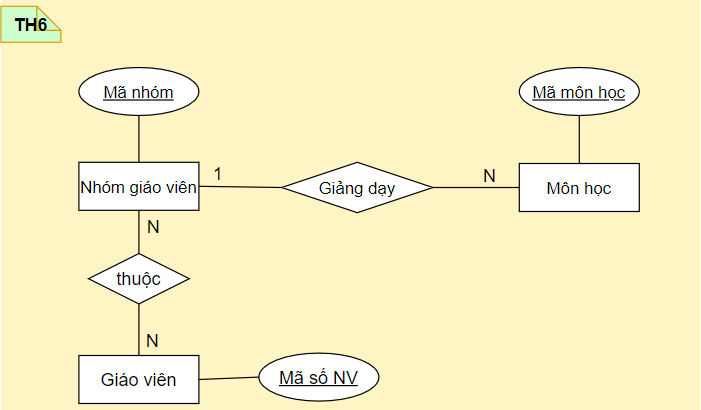 TH6
Mã nhóm
Mã môn học
Nhóm giáo viên
1
Giảng dạy
N
Môn học
N
thuộc
N
Giáo viên
Mã số NV